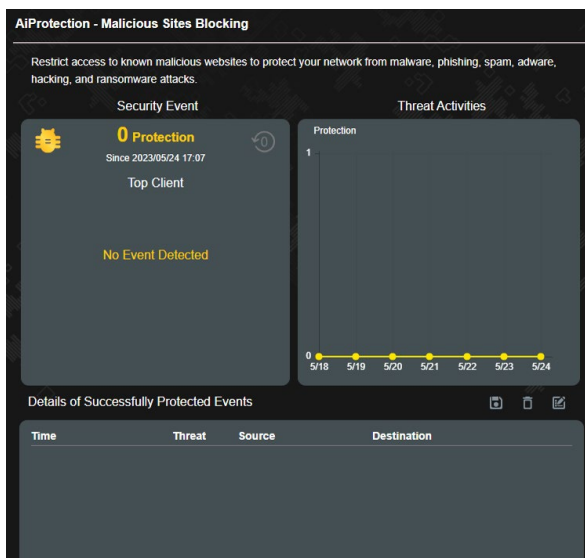 AiProtection - Malicious Sites Blocking
Restrict access to known malicious websites to protect your network from malware, phishing, spam, adware,
hacking, and ransomware attacks.
Security Event
Threat Activities
0 Protection
0
Since 2023/05/24 17:07
Top Client
No Event Detected
Protection
1
0
5/18 5/19 5/20 5/21 5/22 5/23 5/24
Details of Successfully Protected Events
Time Threat Source Destination